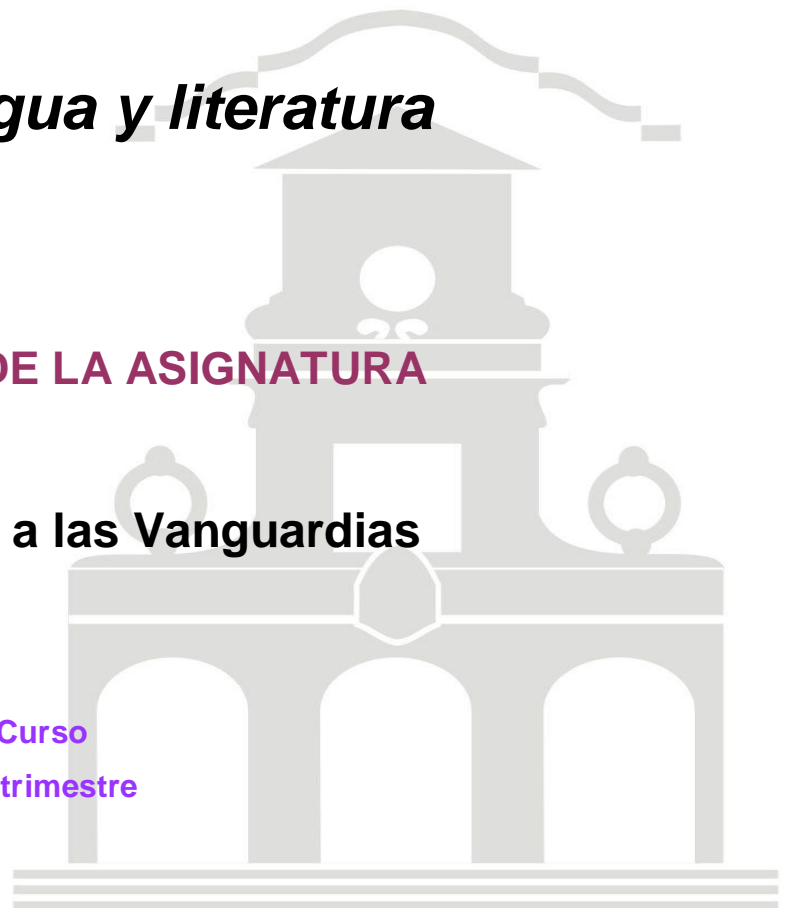 gua y literatura
DE LA ASIGNATURA
a las Vanguardias
Curso
trimestre